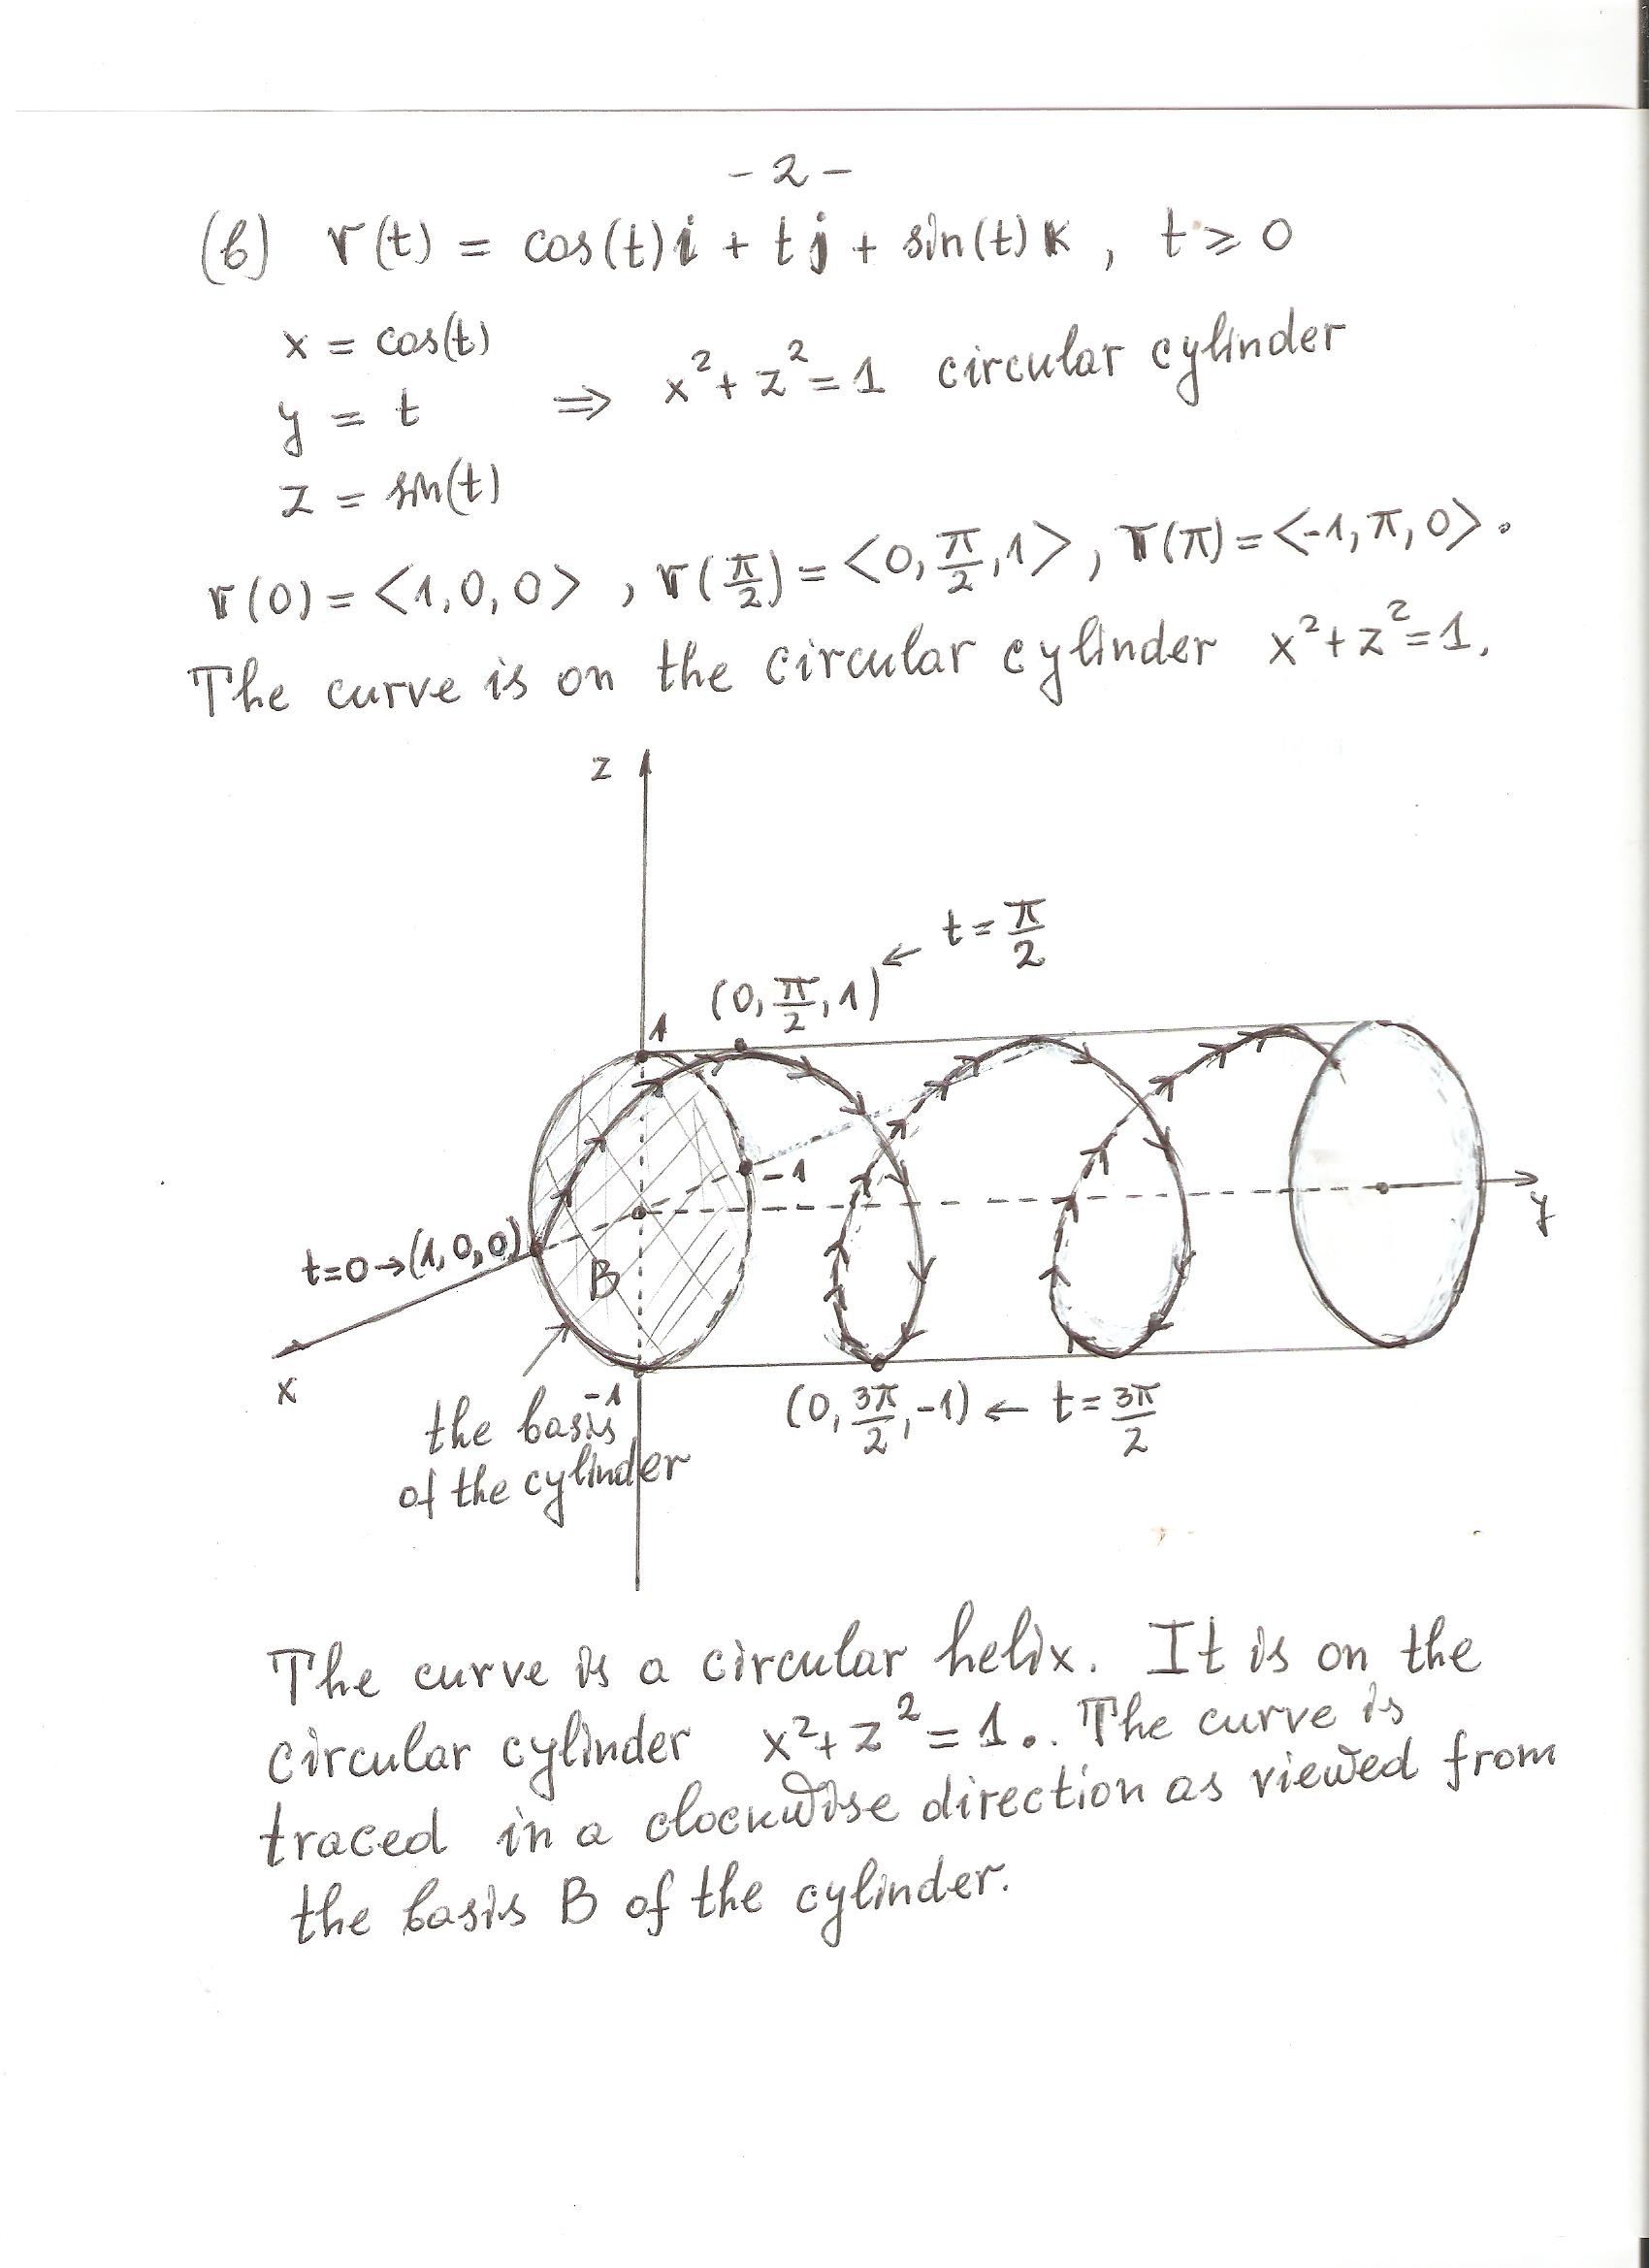 - 2 -
(b) r(t) = cos(t) i + t j + sin(t) k , t ≥ 0
x = cos(t)
y = t ⇒ x² + z² = 1 circular cylinder
z = sin(t)
r(0) = <1, 0, 0> , r(π/2) = <0, π/2, 1> , r(π) = <-1, π, 0> .
The curve is on the circular cylinder x² + z² = 1.
z
← t = π/2
(0, π/2, 1)
1
-1
y
t=0 → (1, 0, 0)
B
x
-1
(0, 3π/2, -1) ← t = 3π/2
the basis
of the cylinder
The curve is a circular helix. It is on the
circular cylinder x² + z² = 1.. The curve is
traced in a clockwise direction as viewed from
the basis B of the cylinder.